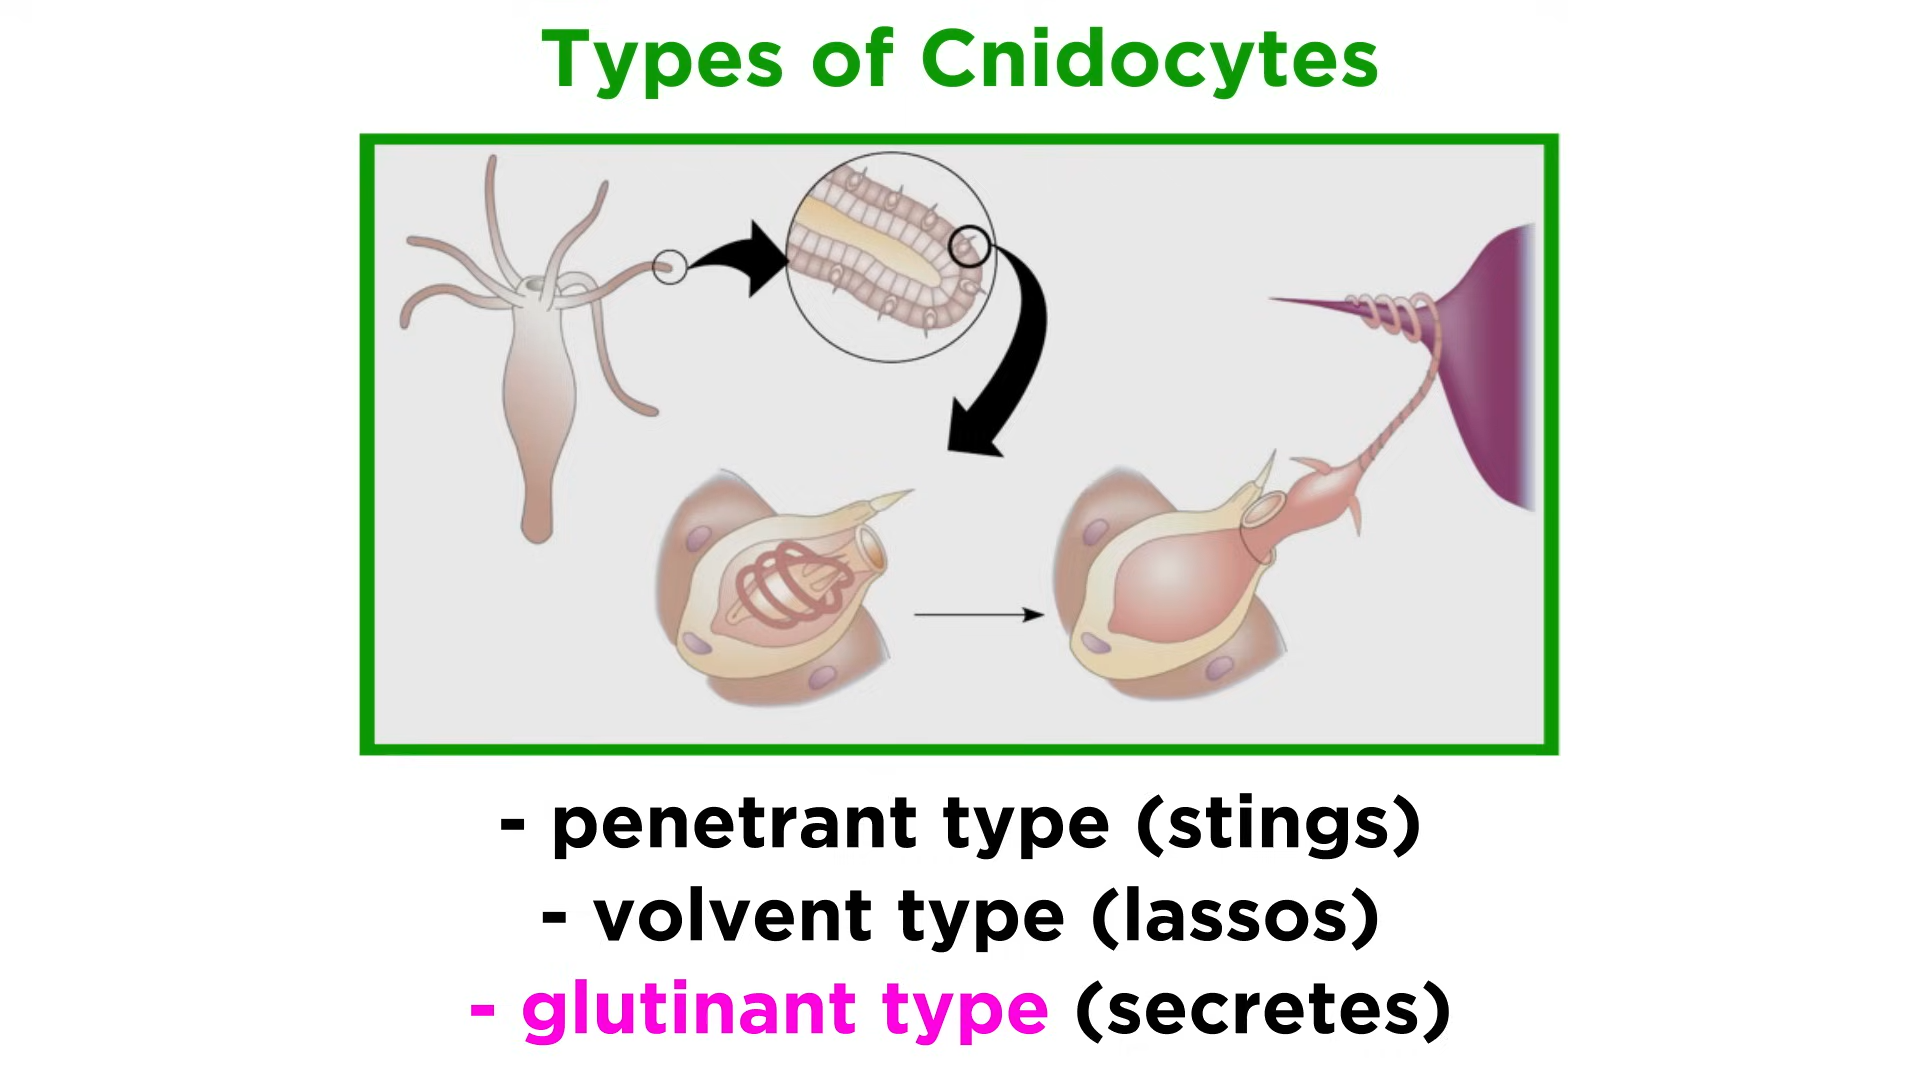 Types of Cnidocytes
- penetrant type (stings)
- volvent type (lassos)
- glutinant type (secretes)